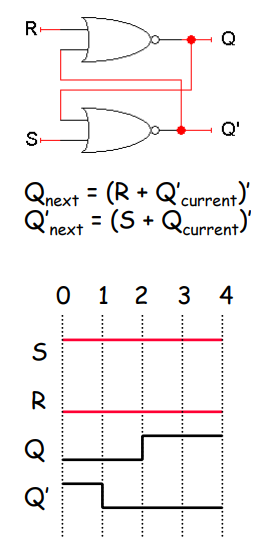 R Q
S Q'
Qnext = (R + Q'current)'
Q'next = (S + Qcurrent)'
0 1 2 3 4
S
R
Q
Q'